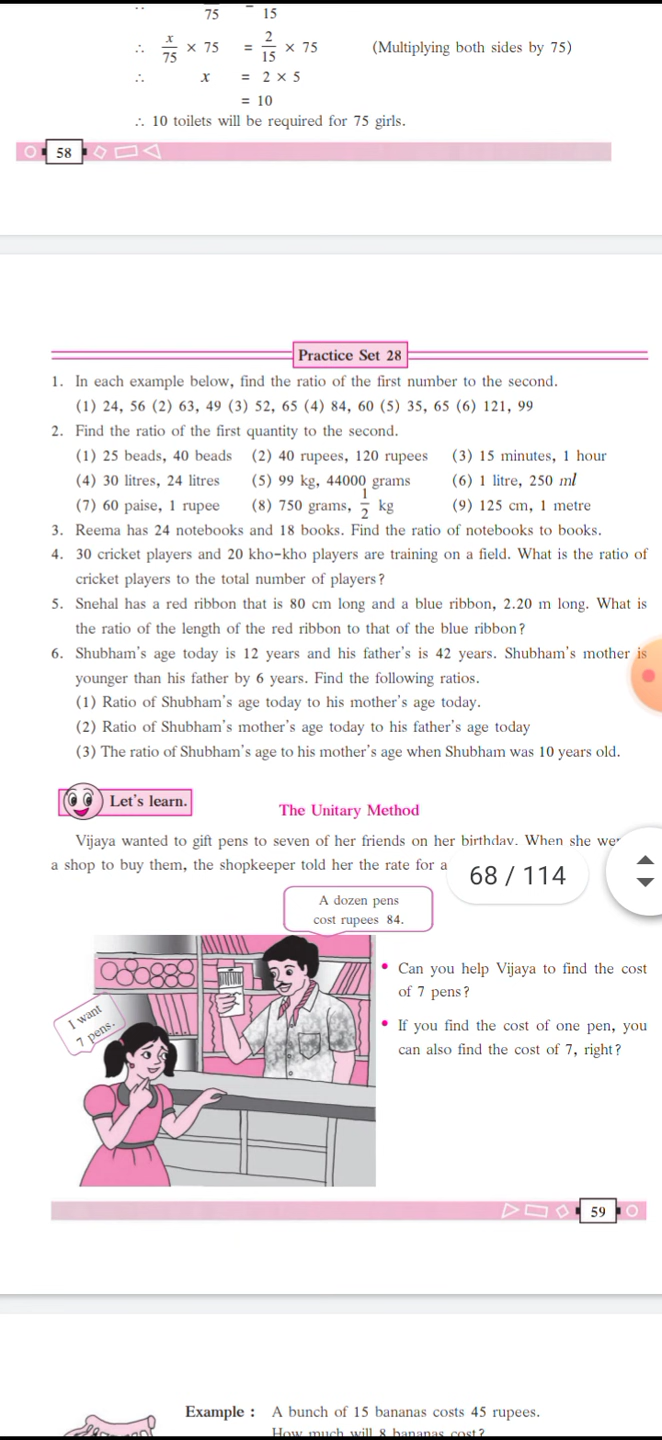 75 = 15
∴ x/75 × 75 = 2/15 × 75 (Multiplying both sides by 75)
∴ x = 2 × 5
= 10
∴ 10 toilets will be required for 75 girls.
58
Practice Set 28
1. In each example below, find the ratio of the first number to the second.
(1) 24, 56 (2) 63, 49 (3) 52, 65 (4) 84, 60 (5) 35, 65 (6) 121, 99
2. Find the ratio of the first quantity to the second.
(1) 25 beads, 40 beads (2) 40 rupees, 120 rupees (3) 15 minutes, 1 hour
(4) 30 litres, 24 litres (5) 99 kg, 44000 grams (6) 1 litre, 250 ml
(7) 60 paise, 1 rupee (8) 750 grams, 1/2 kg (9) 125 cm, 1 metre
3. Reema has 24 notebooks and 18 books. Find the ratio of notebooks to books.
4. 30 cricket players and 20 kho-kho players are training on a field. What is the ratio of
cricket players to the total number of players?
5. Snehal has a red ribbon that is 80 cm long and a blue ribbon, 2.20 m long. What is
the ratio of the length of the red ribbon to that of the blue ribbon?
6. Shubham's age today is 12 years and his father's is 42 years. Shubham's mother is
younger than his father by 6 years. Find the following ratios.
(1) Ratio of Shubham's age today to his mother's age today.
(2) Ratio of Shubham's mother's age today to his father's age today
(3) The ratio of Shubham's age to his mother's age when Shubham was 10 years old.
Let's learn.
The Unitary Method
Vijaya wanted to gift pens to seven of her friends on her birthday. When she
a shop to buy them, the shopkeeper told her the rate for a
68 / 114
A dozen pens
cost rupees 84.
I want
7 pens.
• Can you help Vijaya to find the cost
of 7 pens?
• If you find the cost of one pen, you
can also find the cost of 7, right?
59
Example : A bunch of 15 bananas costs 45 rupees.
How much will 8 bananas cost?